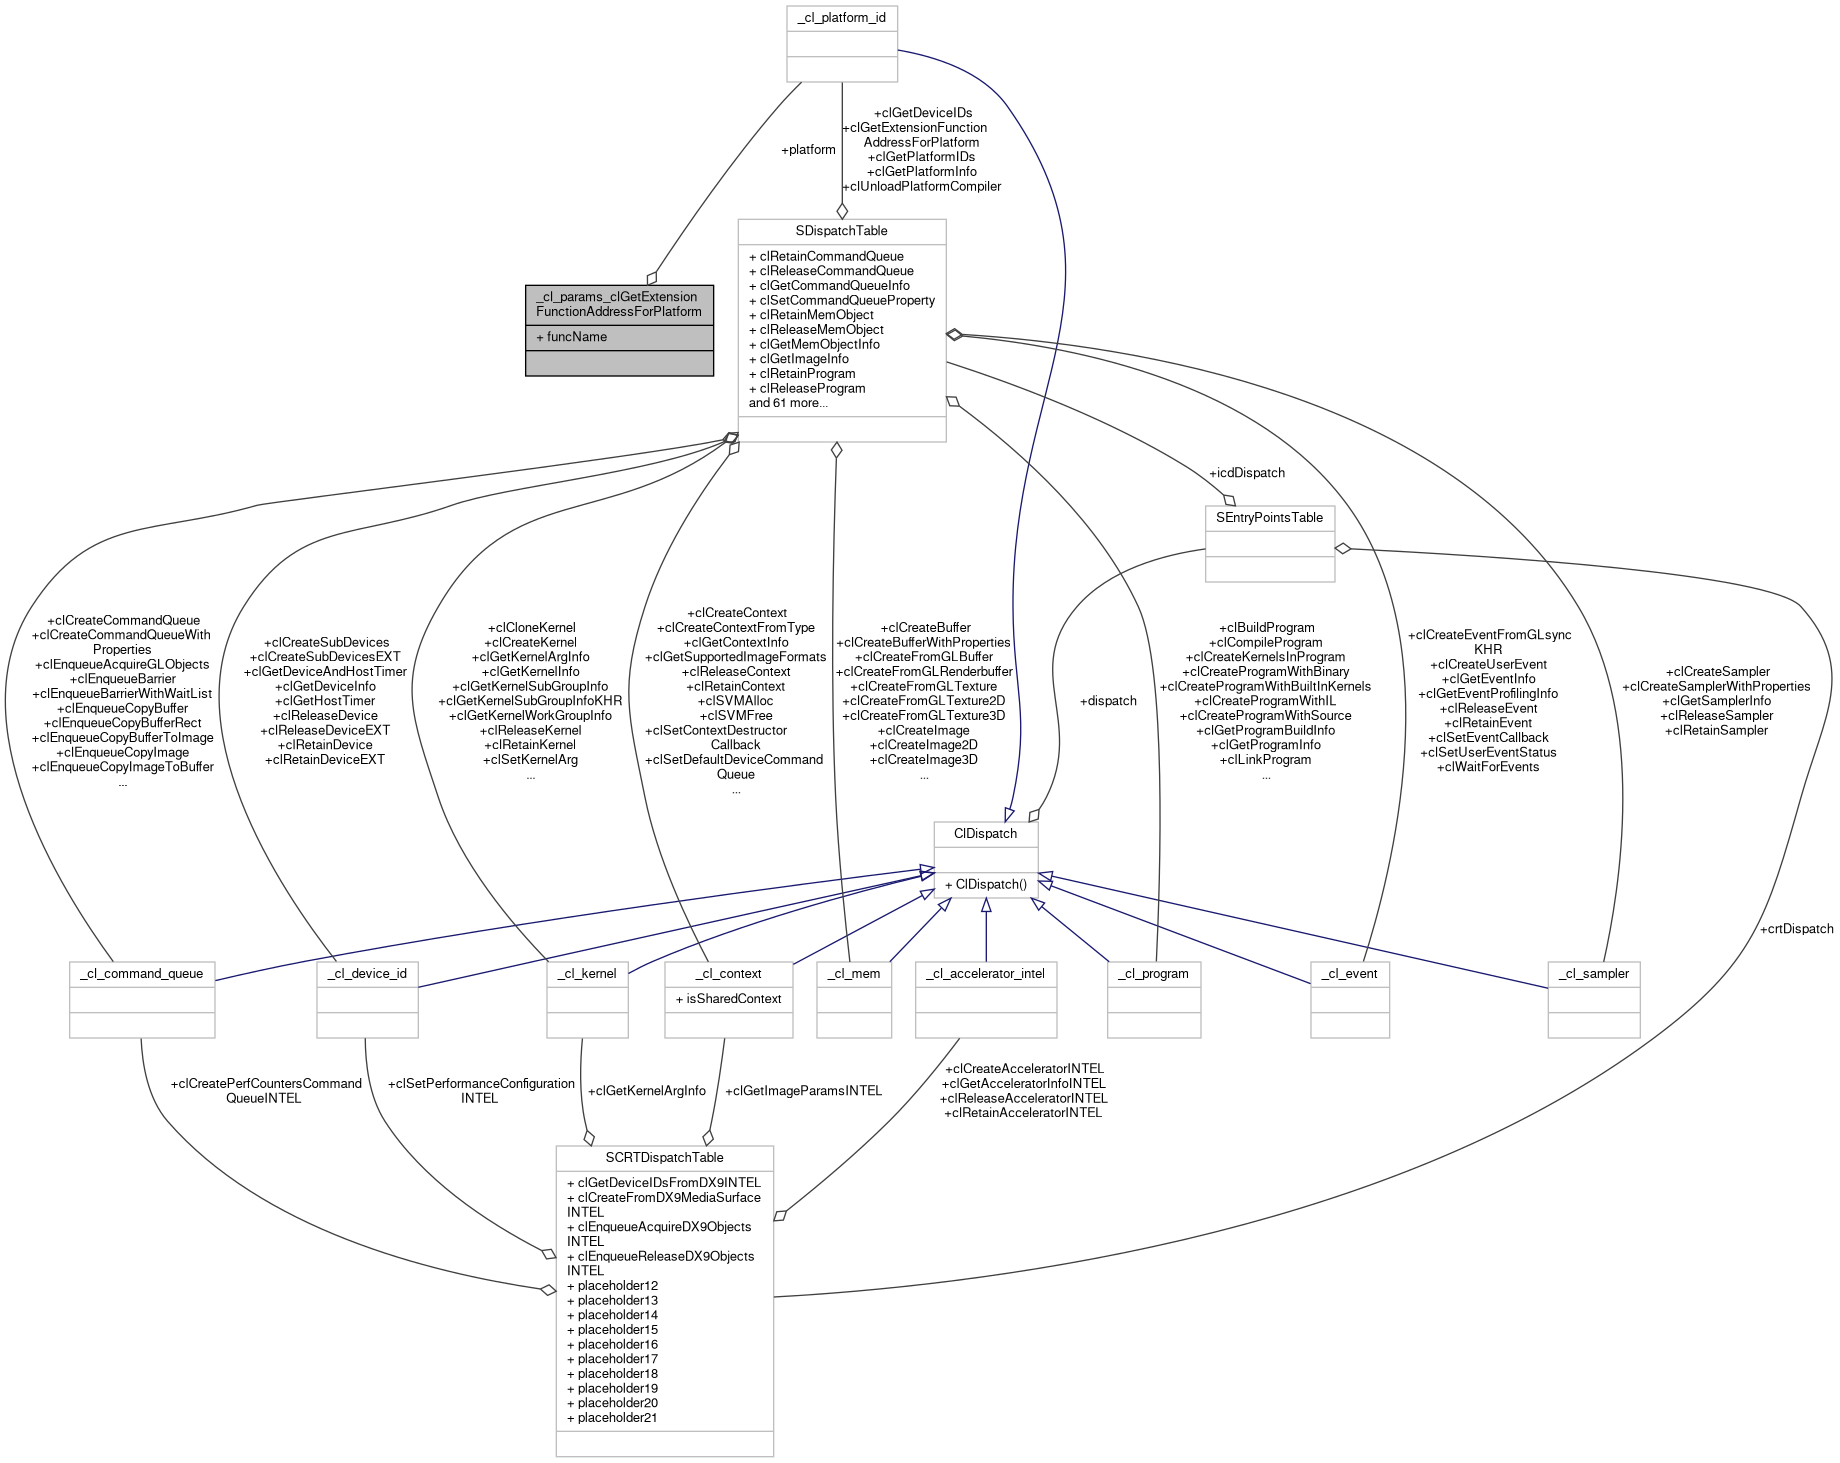 _cl_platform_id
+clGetDeviceIDs
+clGetExtensionFunction
AddressForPlatform
+clGetPlatformIDs
+clGetPlatformInfo
+clUnloadPlatformCompiler
+platform
SDispatchTable
+ clRetainCommandQueue
+ clReleaseCommandQueue
+ clGetCommandQueueInfo
+ clSetCommandQueueProperty
+ clRetainMemObject
+ clReleaseMemObject
+ clGetMemObjectInfo
+ clGetImageInfo
+ clRetainProgram
+ clReleaseProgram
and 61 more...
_cl_params_clGetExtension
FunctionAddressForPlatform
+ funcName
+icdDispatch
SEntryPointsTable
+clCreateCommandQueue
+clCreateCommandQueueWith
Properties
+clEnqueueAcquireGLObjects
+clEnqueueBarrier
+clEnqueueBarrierWithWaitList
+clEnqueueCopyBuffer
+clEnqueueCopyBufferRect
+clEnqueueCopyBufferToImage
+clEnqueueCopyImage
+clEnqueueCopyImageToBuffer
...
+clCreateSubDevices
+clCreateSubDevicesEXT
+clGetDeviceAndHostTimer
+clGetDeviceInfo
+clGetHostTimer
+clReleaseDevice
+clReleaseDeviceEXT
+clRetainDevice
+clRetainDeviceEXT
+clCloneKernel
+clCreateKernel
+clGetKernelArgInfo
+clGetKernelInfo
+clGetKernelSubGroupInfo
+clGetKernelSubGroupInfoKHR
+clGetKernelWorkGroupInfo
+clReleaseKernel
+clRetainKernel
+clSetKernelArg
...
+clCreateContext
+clCreateContextFromType
+clGetContextInfo
+clGetSupportedImageFormats
+clReleaseContext
+clRetainContext
+clSVMAlloc
+clSVMFree
+clSetContextDestructor
Callback
+clSetDefaultDeviceCommand
Queue
...
+clCreateBuffer
+clCreateBufferWithProperties
+clCreateFromGLBuffer
+clCreateFromGLRenderbuffer
+clCreateFromGLTexture
+clCreateFromGLTexture2D
+clCreateFromGLTexture3D
+clCreateImage
+clCreateImage2D
+clCreateImage3D
...
+dispatch
+clBuildProgram
+clCompileProgram
+clCreateKernelsInProgram
+clCreateProgramWithBinary
+clCreateProgramWithBuiltInKernels
+clCreateProgramWithIL
+clCreateProgramWithSource
+clGetProgramBuildInfo
+clGetProgramInfo
+clLinkProgram
...
+clCreateEventFromGLsync
KHR
+clCreateUserEvent
+clGetEventInfo
+clGetEventProfilingInfo
+clReleaseEvent
+clRetainEvent
+clSetEventCallback
+clSetUserEventStatus
+clWaitForEvents
+clCreateSampler
+clCreateSamplerWithProperties
+clGetSamplerInfo
+clReleaseSampler
+clRetainSampler
ClDispatch
+ ClDispatch()
+crtDispatch
_cl_command_queue
_cl_device_id
_cl_kernel
_cl_context
+ isSharedContext
_cl_mem
_cl_accelerator_intel
_cl_program
_cl_event
_cl_sampler
+clCreatePerfCountersCommand
QueueINTEL
+clSetPerformanceConfiguration
INTEL
+clGetKernelArgInfo
+clGetImageParamsINTEL
+clCreateAcceleratorINTEL
+clGetAcceleratorInfoINTEL
+clReleaseAcceleratorINTEL
+clRetainAcceleratorINTEL
SCRTDispatchTable
+ clGetDeviceIDsFromDX9INTEL
+ clCreateFromDX9MediaSurface
INTEL
+ clEnqueueAcquireDX9Objects
INTEL
+ clEnqueueReleaseDX9Objects
INTEL
+ placeholder12
+ placeholder13
+ placeholder14
+ placeholder15
+ placeholder16
+ placeholder17
+ placeholder18
+ placeholder19
+ placeholder20
+ placeholder21